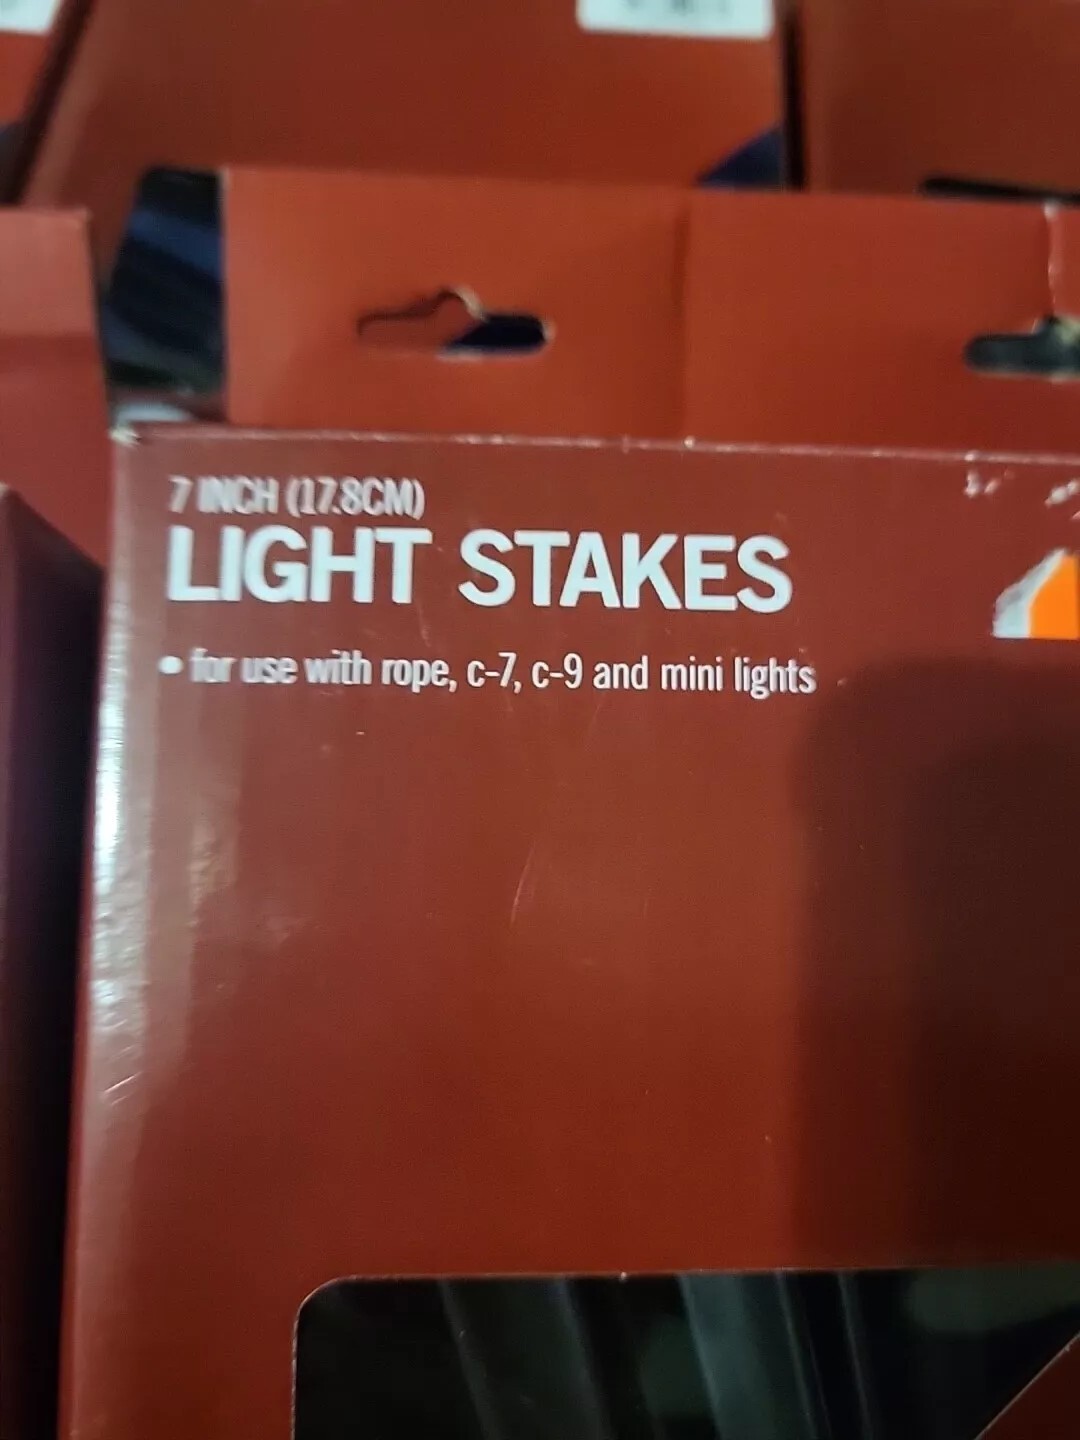 7 INCH (17.8CM)
LIGHT STAKES
• for use with rope, c-7, c-9 and mini lights